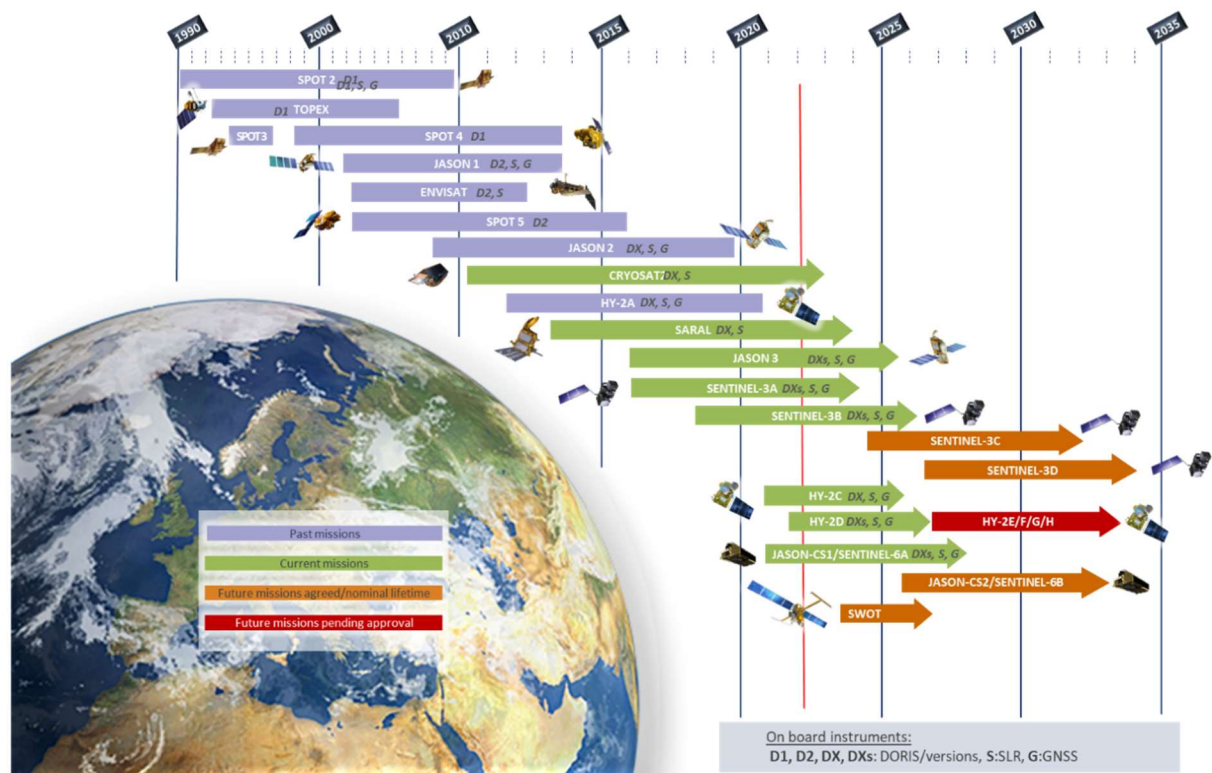 1990
2000
2010
2015
2020
2025
2030
2035
SPOT 2 D1
D1, S, G
D1 TOPEX
SPOT3
SPOT 4 D1
JASON 1 D2, S, G
ENVISAT D2, S
SPOT 5 D2
JASON 2 DX, S, G
CRYOSAT2 DX, S
HY-2A DX, S, G
SARAL DX, S
JASON 3 DXs, S, G
SENTINEL-3A DXs, S, G
SENTINEL-3B DXs, S, G
SENTINEL-3C
SENTINEL-3D
HY-2C DX, S, G
HY-2D DXs, S, G
HY-2E/F/G/H
JASON-CS1/SENTINEL-6A DXs, S, G
JASON-CS2/SENTINEL-6B
SWOT
Past missions
Current missions
Future missions agreed/nominal lifetime
Future missions pending approval
On board instruments:
D1, D2, DX, DXs: DORIS/versions, S:SLR, G:GNSS